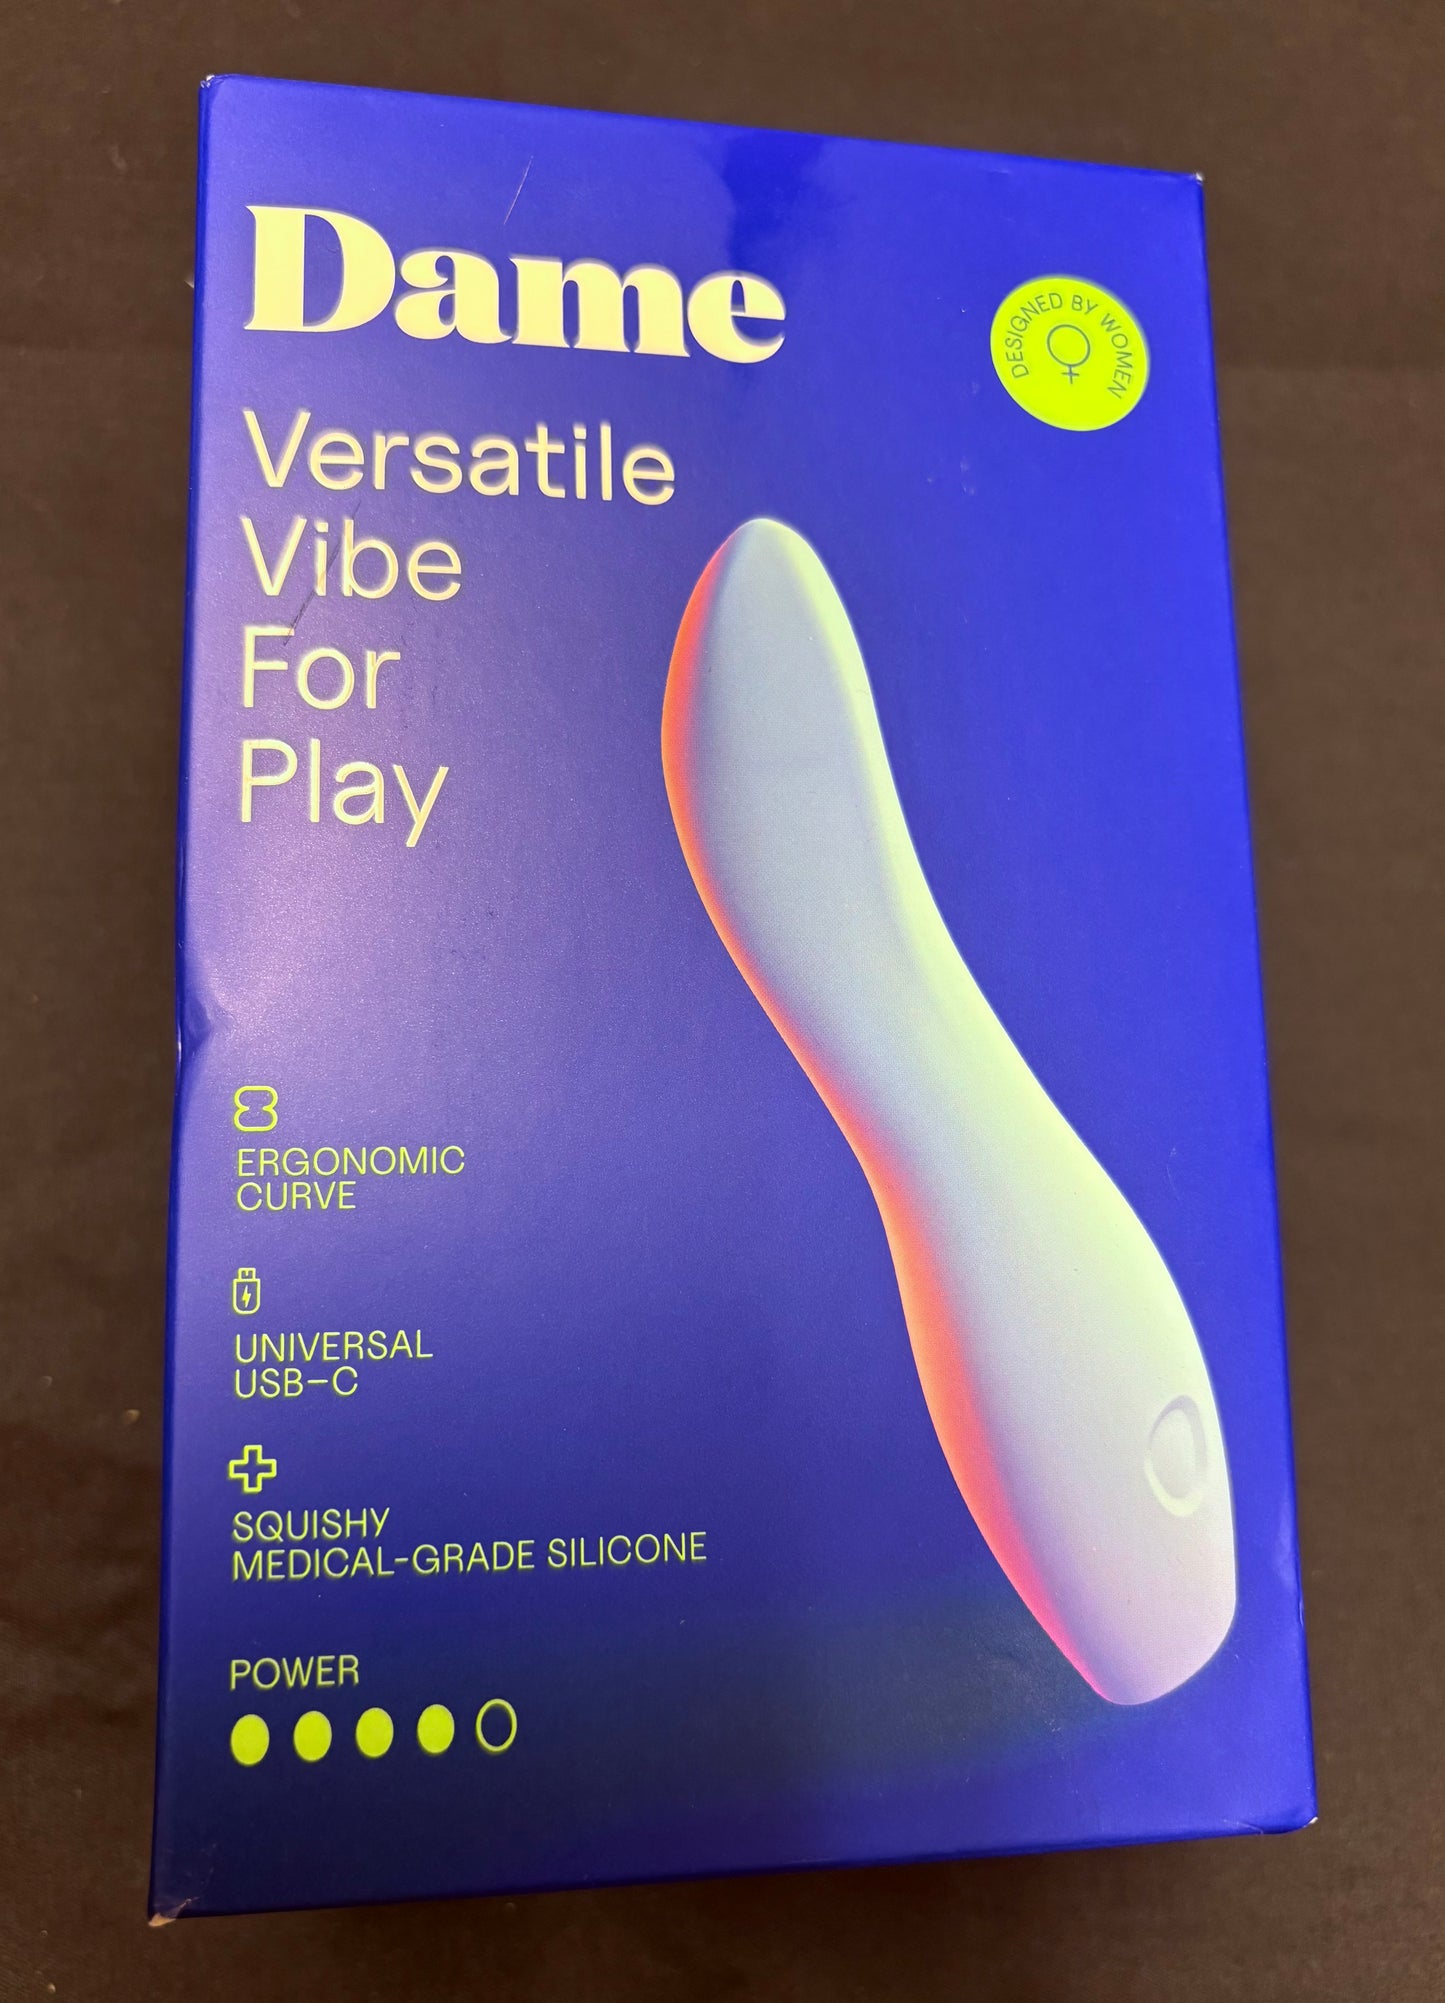 Dame
DESIGNED BY WOMEN
Versatile
Vibe
For
Play
ERGONOMIC
CURVE
UNIVERSAL
USB-C
SQUISHY
MEDICAL-GRADE SILICONE
POWER